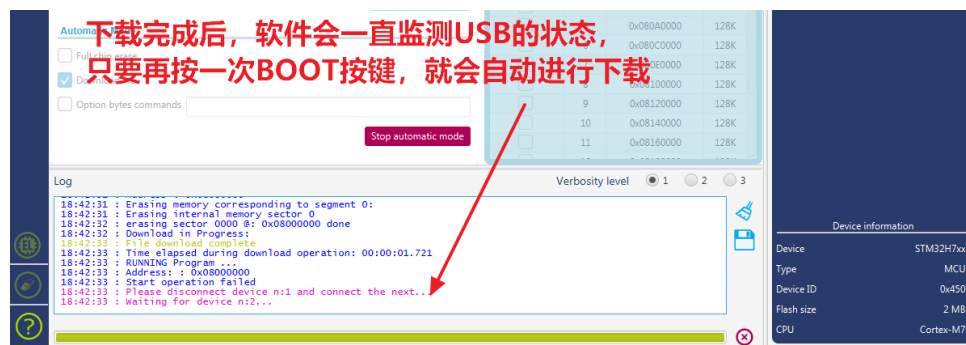 下载完成后，软件会一直监测USB的状态，
只要再按一次BOOT按键，就会自动进行下载
Automa
Full chip erase
Down
Option bytes commands
Stop automatic mode
0x080A0000 128K
0x080C0000 128K
128K
8 0x08100000 128K
9 0x08120000 128K
10 0x08140000 128K
11 0x08160000 128K
Log
Verbosity level 1 2 3
18:42:31 : Erasing memory corresponding to segment 0:
18:42:31 : Erasing internal memory sector 0
18:42:32 : erasing sector 0000 @: 0x08000000 done
18:42:32 : Download in Progress:
18:42:33 : File download complete
18:42:33 : Time elapsed during download operation: 00:00:01.721
18:42:33 : RUNNING Program ...
18:42:33 : Address: : 0x08000000
18:42:33 : Start operation failed
18:42:33 : Please disconnect device n:1 and connect the next...
18:42:33 : Waiting for device n:2...
Device information
Device STM32H7xx
Type MCU
Device ID 0x450
Flash size 2 MB
CPU Cortex-M7